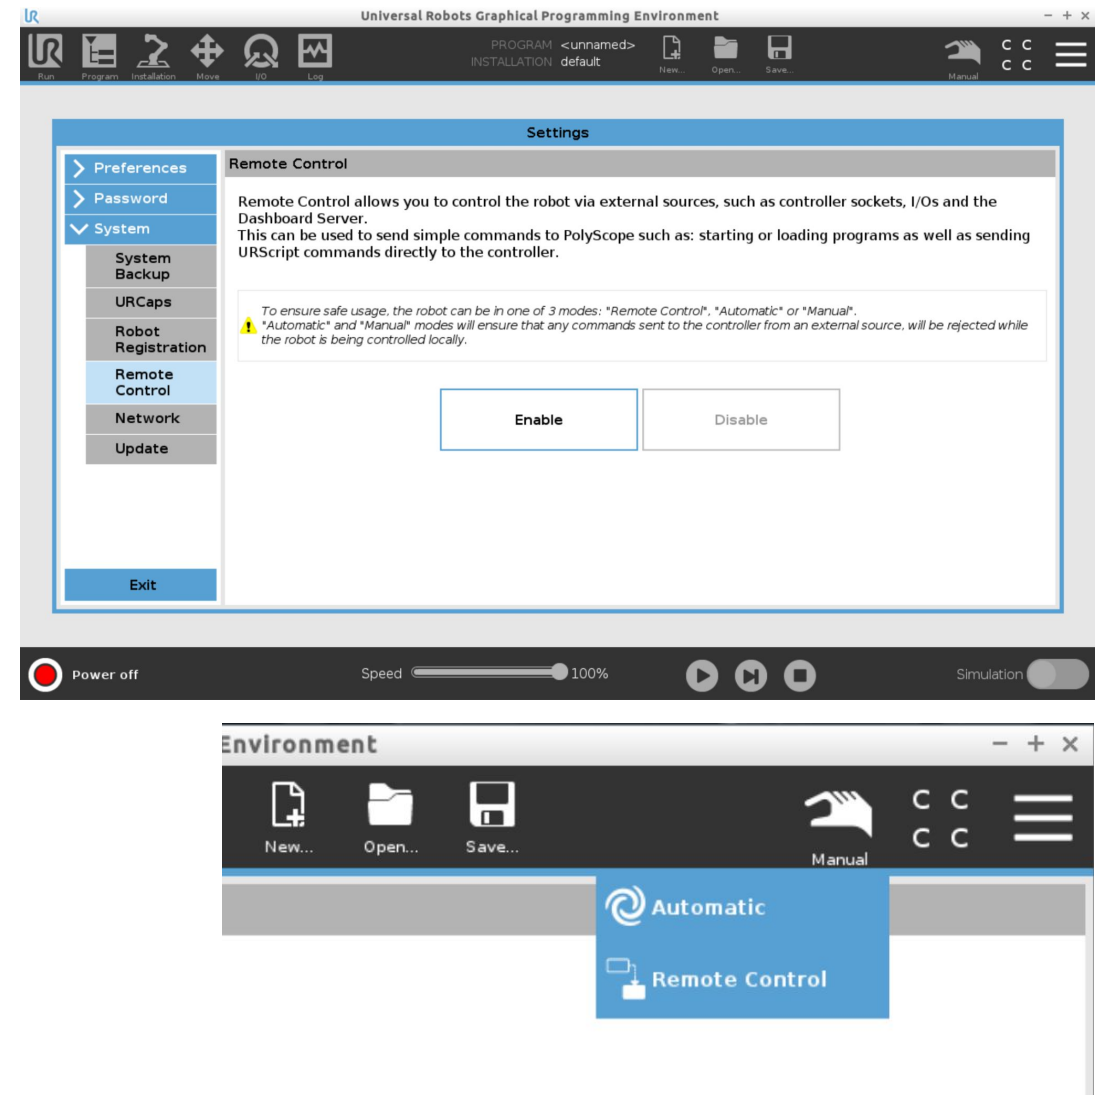 UR
Universal Robots Graphical Programming Environment
− + ×
UR
PROGRAM <unnamed>
INSTALLATION default
C C
C C
Run Program Installation Move I/O Log New... Open... Save... Manual
Settings
Preferences
Password
System
System
Backup
URCaps
Robot
Registration
Remote
Control
Network
Update
Exit
Remote Control
Remote Control allows you to control the robot via external sources, such as controller sockets, I/Os and the
Dashboard Server.
This can be used to send simple commands to PolyScope such as: starting or loading programs as well as sending
URScript commands directly to the controller.
To ensure safe usage, the robot can be in one of 3 modes: "Remote Control", "Automatic" or "Manual".
"Automatic" and "Manual" modes will ensure that any commands sent to the controller from an external source, will be rejected while
the robot is being controlled locally.
Enable
Disable
Power off
Speed
100%
Simulation
Environment
− + ×
C C
C C
New... Open... Save... Manual
Automatic
Remote Control